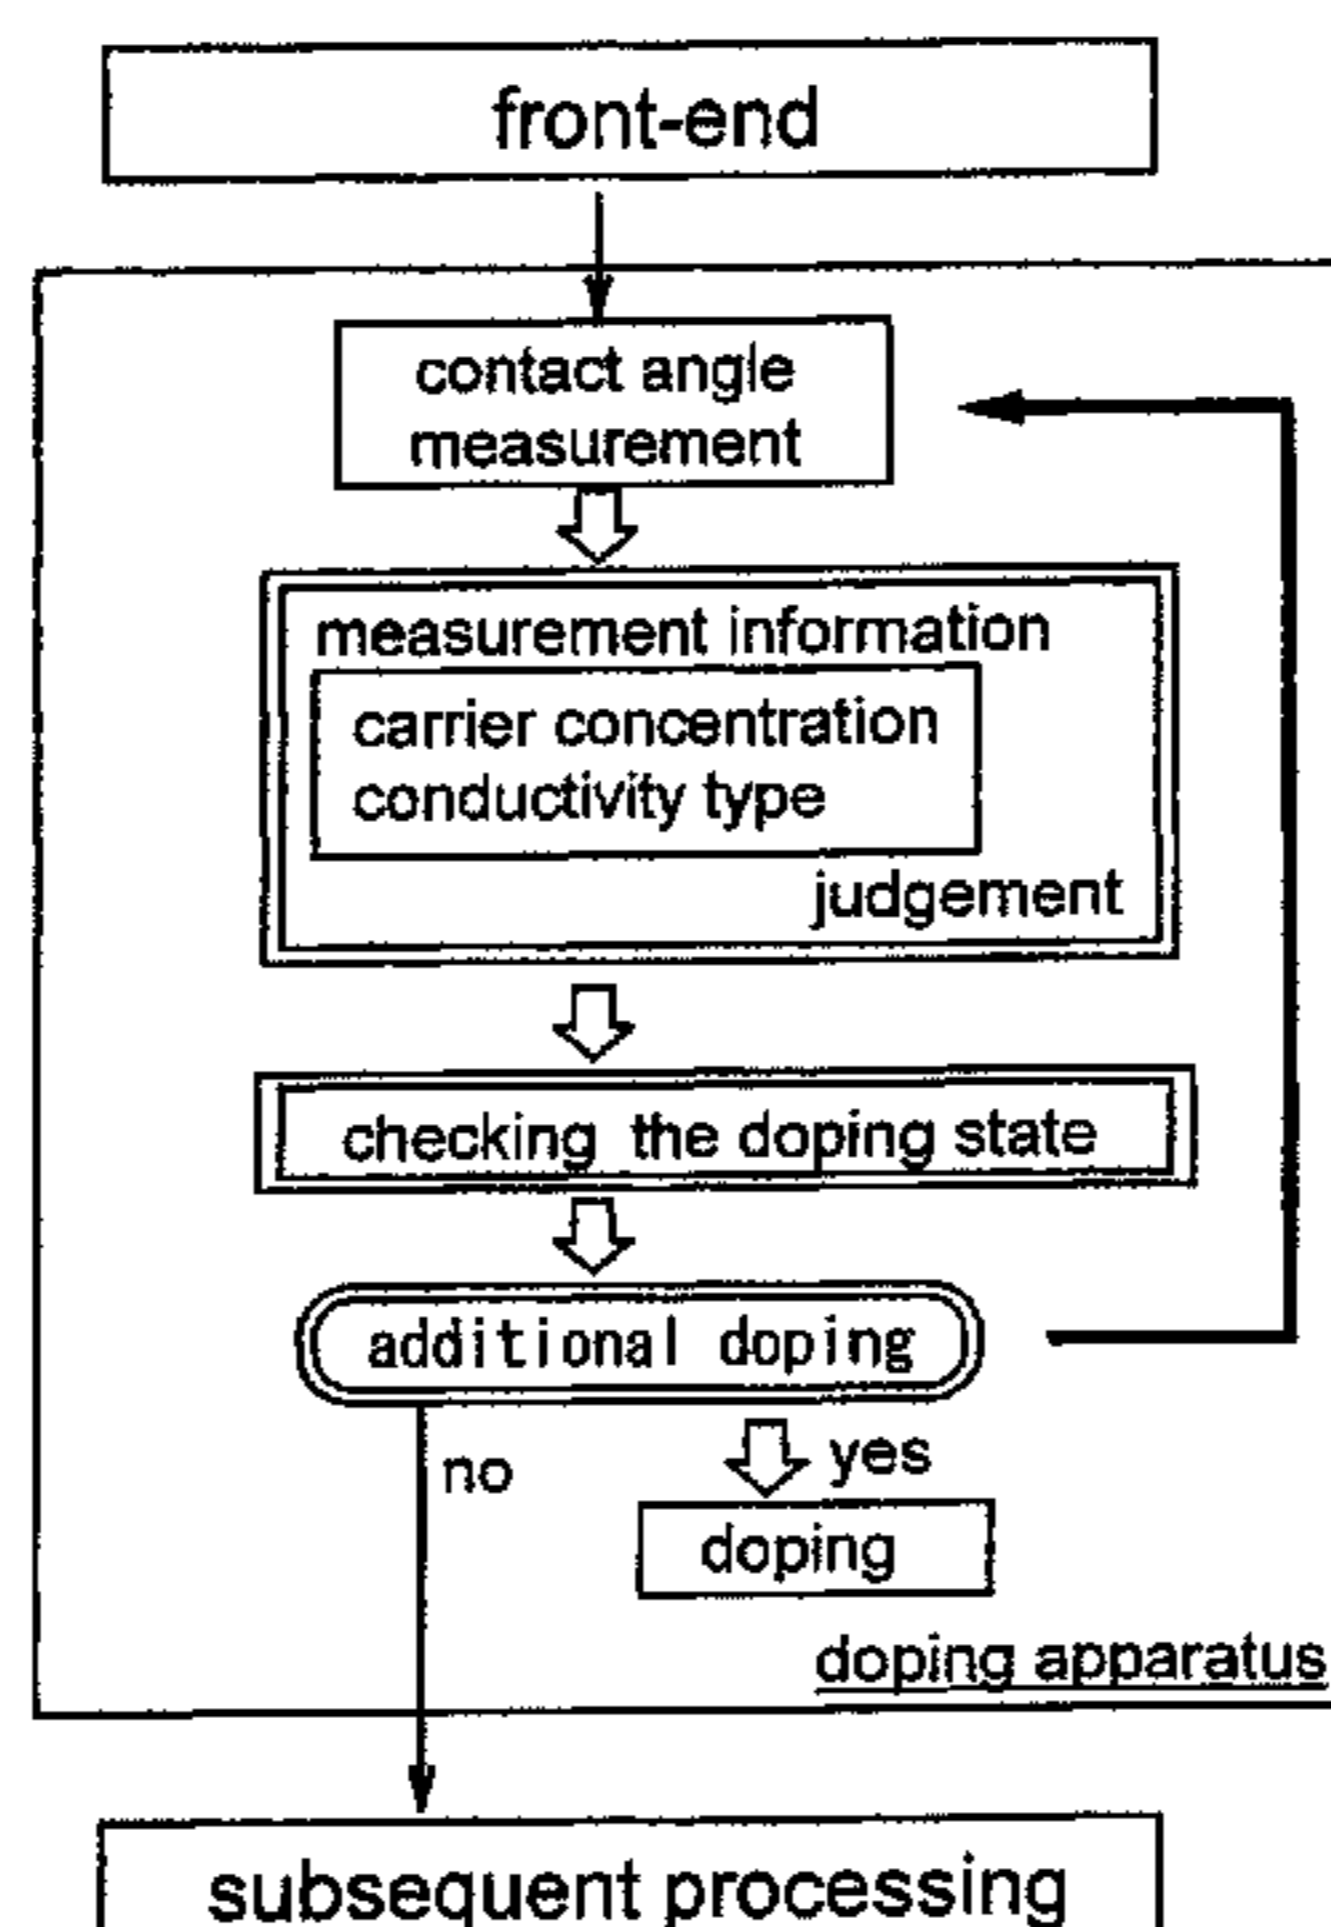 front-end
contact angle
measurement
measurement information
carrier concentration
conductivity type
judgement
checking the doping state
additional doping
no
yes
doping
doping apparatus
subsequent processing